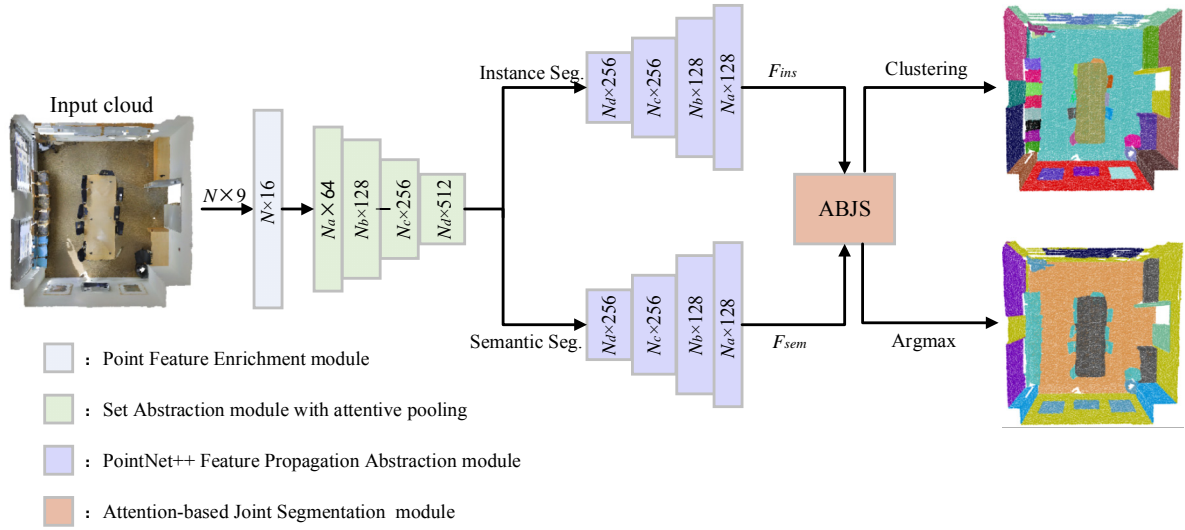 Input cloud
N×9
N×16
Na×64
Nb×128
Nc×256
Nd×512
Instance Seg.
Nd×256
Nc×256
Nb×128
Na×128
Fins
Clustering
ABJS
Semantic Seg.
Nd×256
Nc×256
Nb×128
Na×128
Fsem
Argmax
: Point Feature Enrichment module
: Set Abstraction module with attentive pooling
: PointNet++ Feature Propagation Abstraction module
: Attention-based Joint Segmentation module